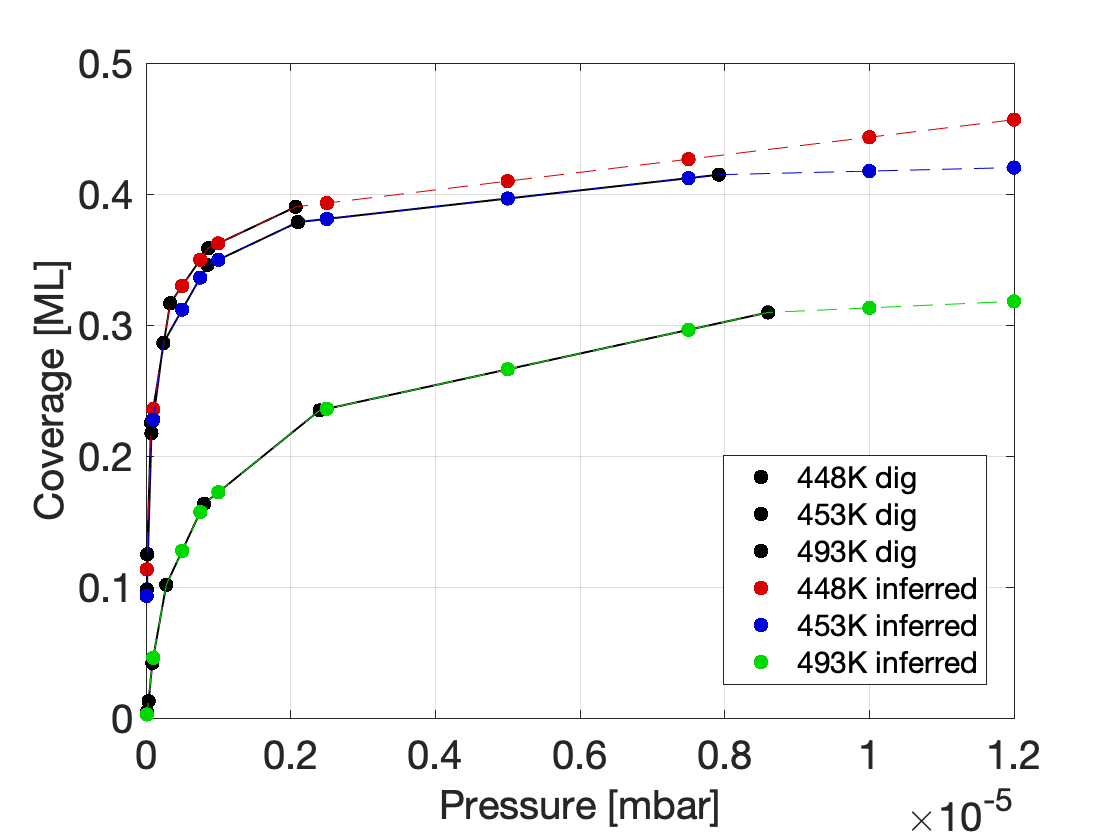 0.5
0.4
0.3
0.2
0.1
0
Coverage [ML]
448K dig
453K dig
493K dig
448K inferred
453K inferred
493K inferred
0 0.2 0.4 0.6 0.8 1 1.2
Pressure [mbar]
×10⁻⁵